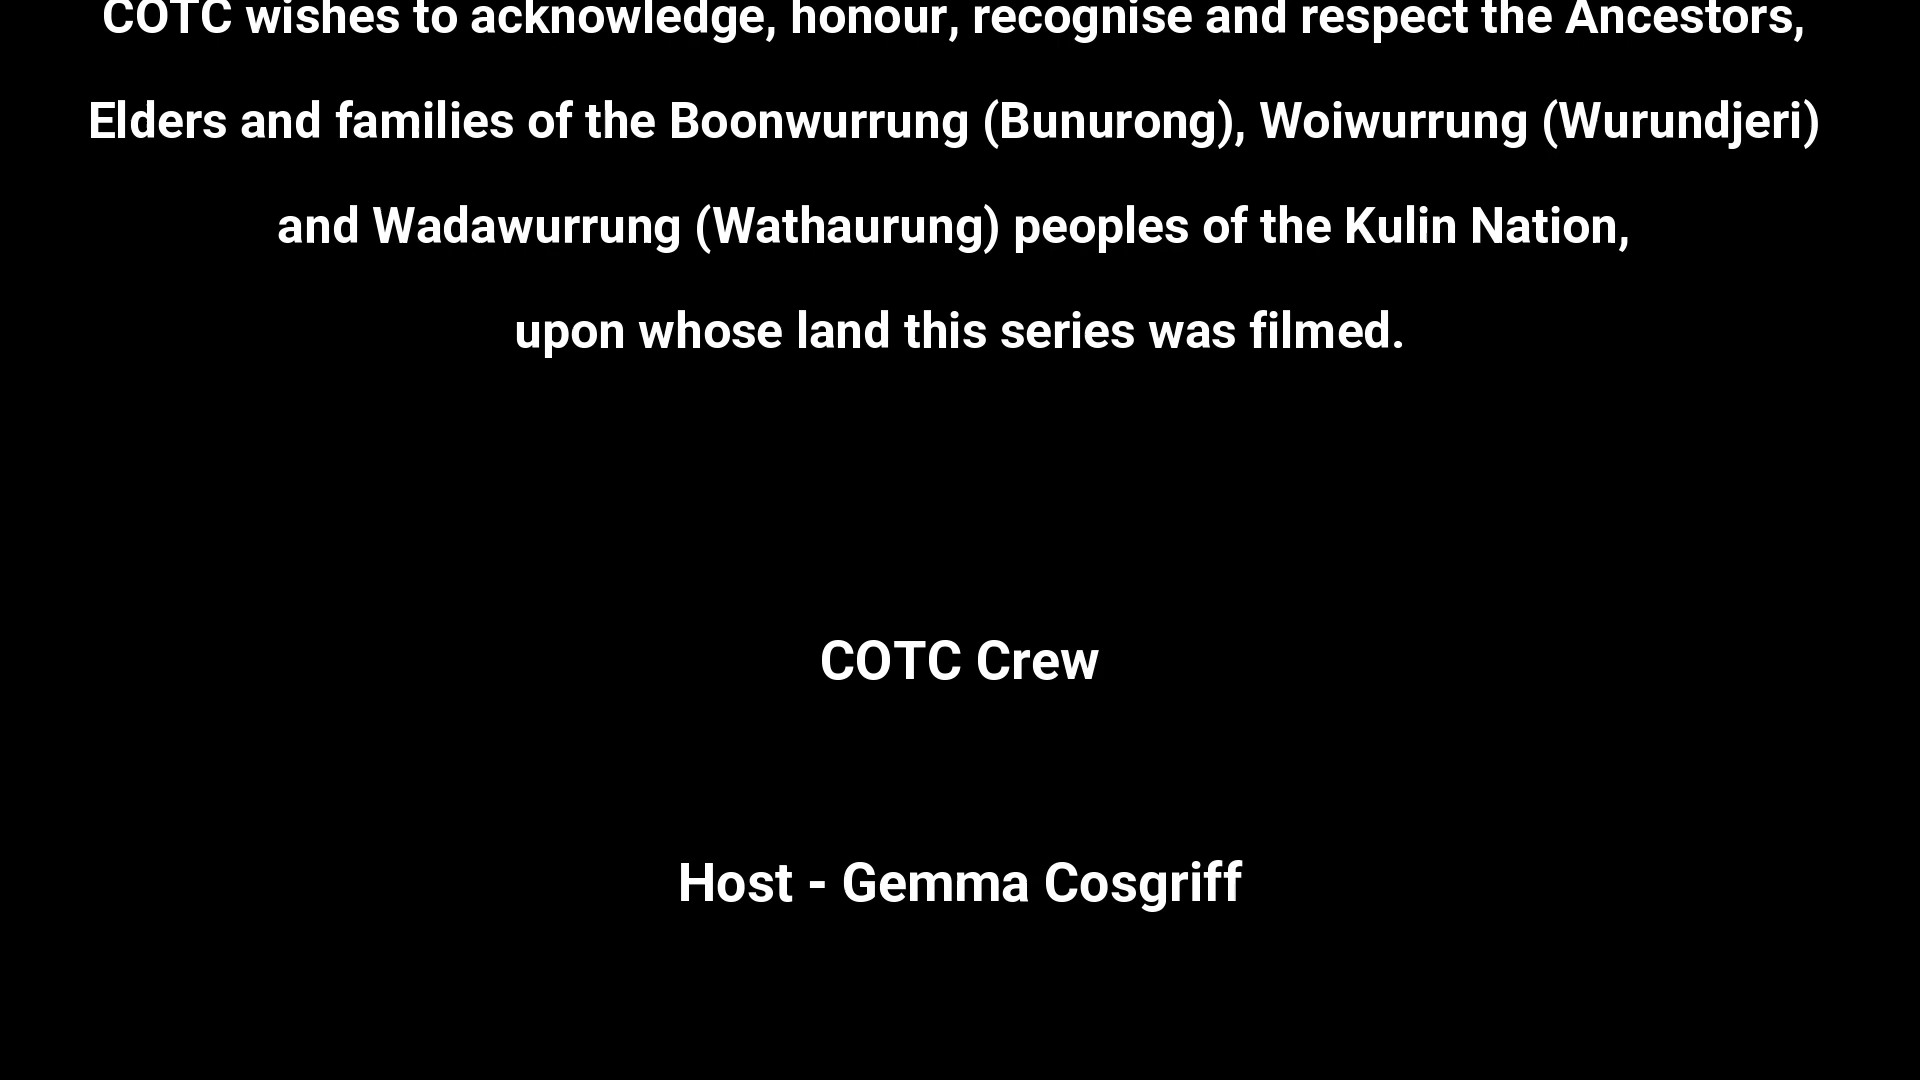 COTC wishes to acknowledge, honour, recognise and respect the Ancestors,
Elders and families of the Boonwurrung (Bunurong), Woiwurrung (Wurundjeri)
and Wadawurrung (Wathaurung) peoples of the Kulin Nation,
upon whose land this series was filmed.
COTC Crew
Host - Gemma Cosgriff